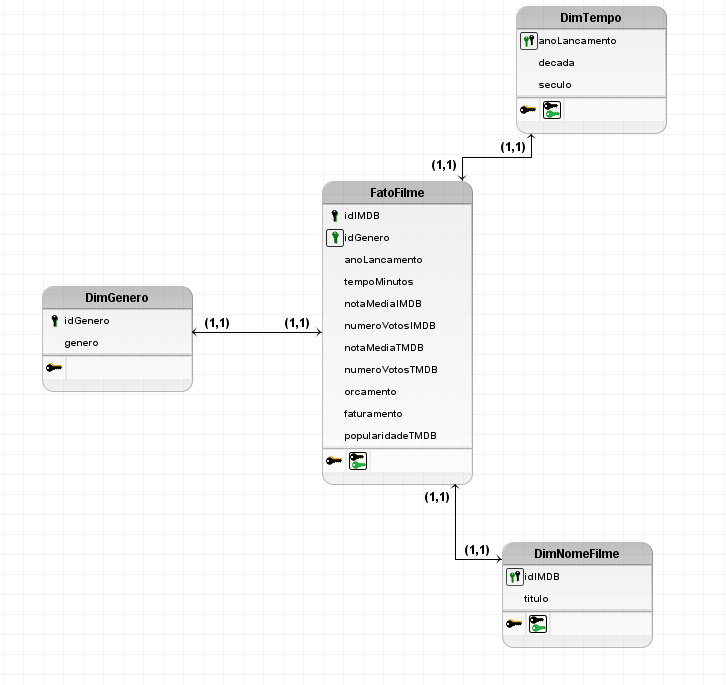 DimTempo
anoLancamento
decada
seculo
(1,1)
(1,1)
FatoFilme
idIMDB
idGenero
anoLancamento
tempoMinutos
notaMediaIMDB
numeroVotosIMDB
notaMediaTMDB
numeroVotosTMDB
orcamento
faturamento
popularidadeTMDB
DimGenero
idGenero
genero
(1,1)
(1,1)
(1,1)
(1,1)
DimNomeFilme
idIMDB
titulo